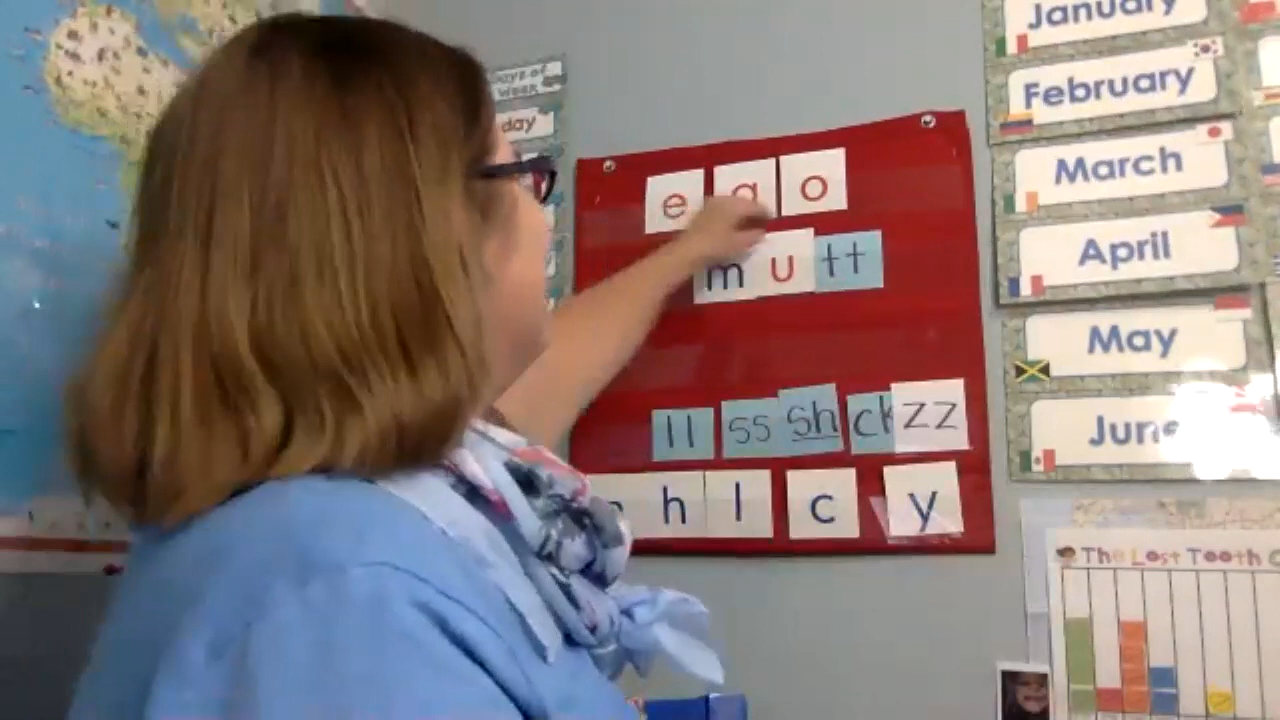 Days of
Week
day
e a o
m u tt
ll ss sh ck zz
h l c y
January
February
March
April
May
June
The Lost Tooth